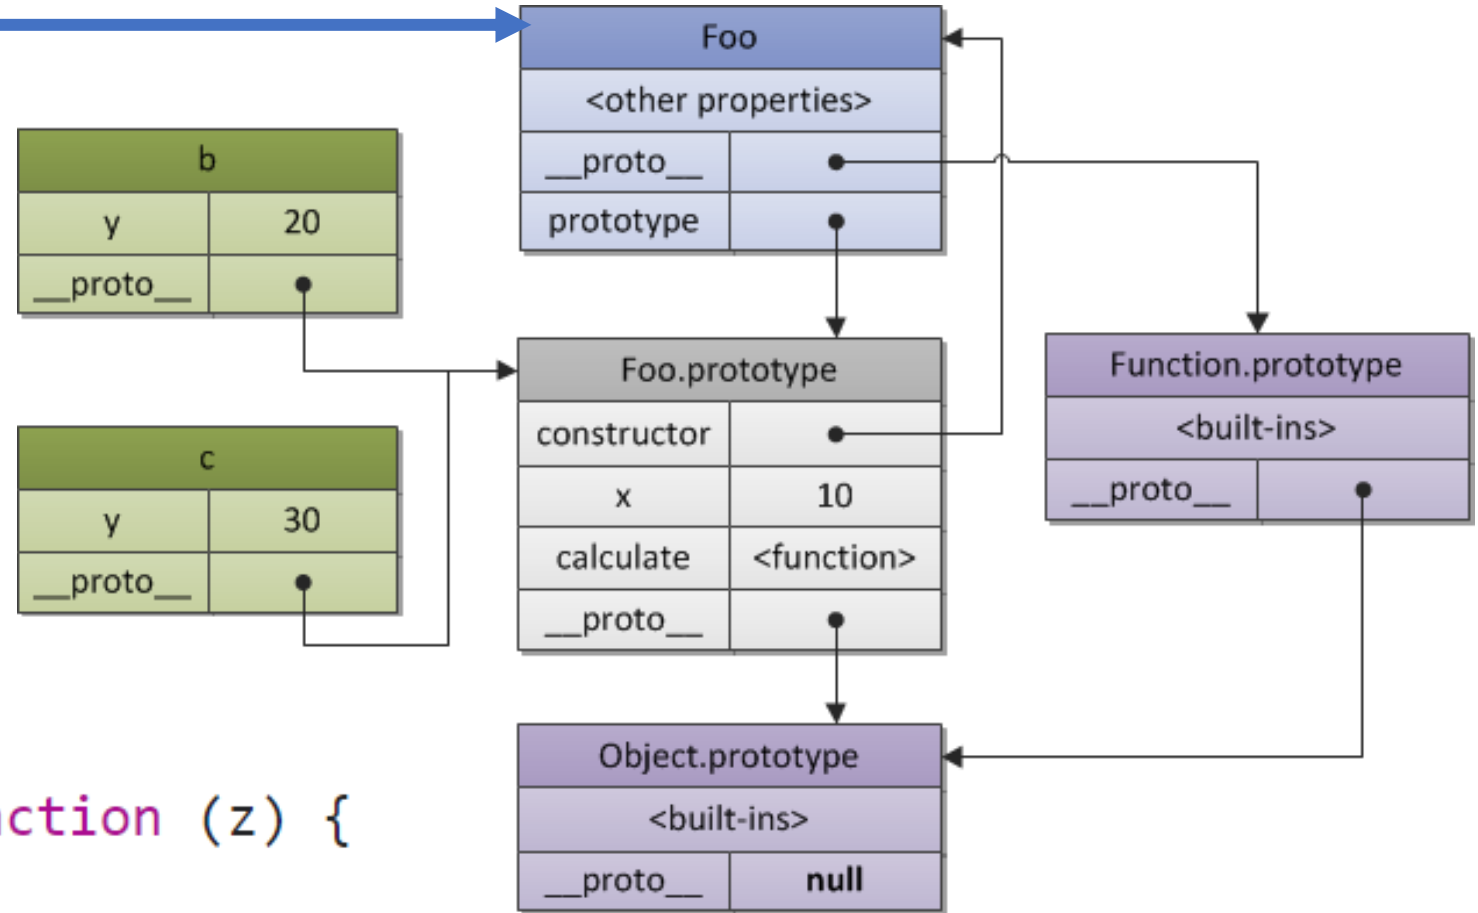 Foo
<other properties>
__proto__
prototype
b
y 20
__proto__
c
y 30
__proto__
Foo.prototype
constructor
x 10
calculate <function>
__proto__
Function.prototype
<built-ins>
__proto__
Object.prototype
<built-ins>
__proto__ null
(z) {